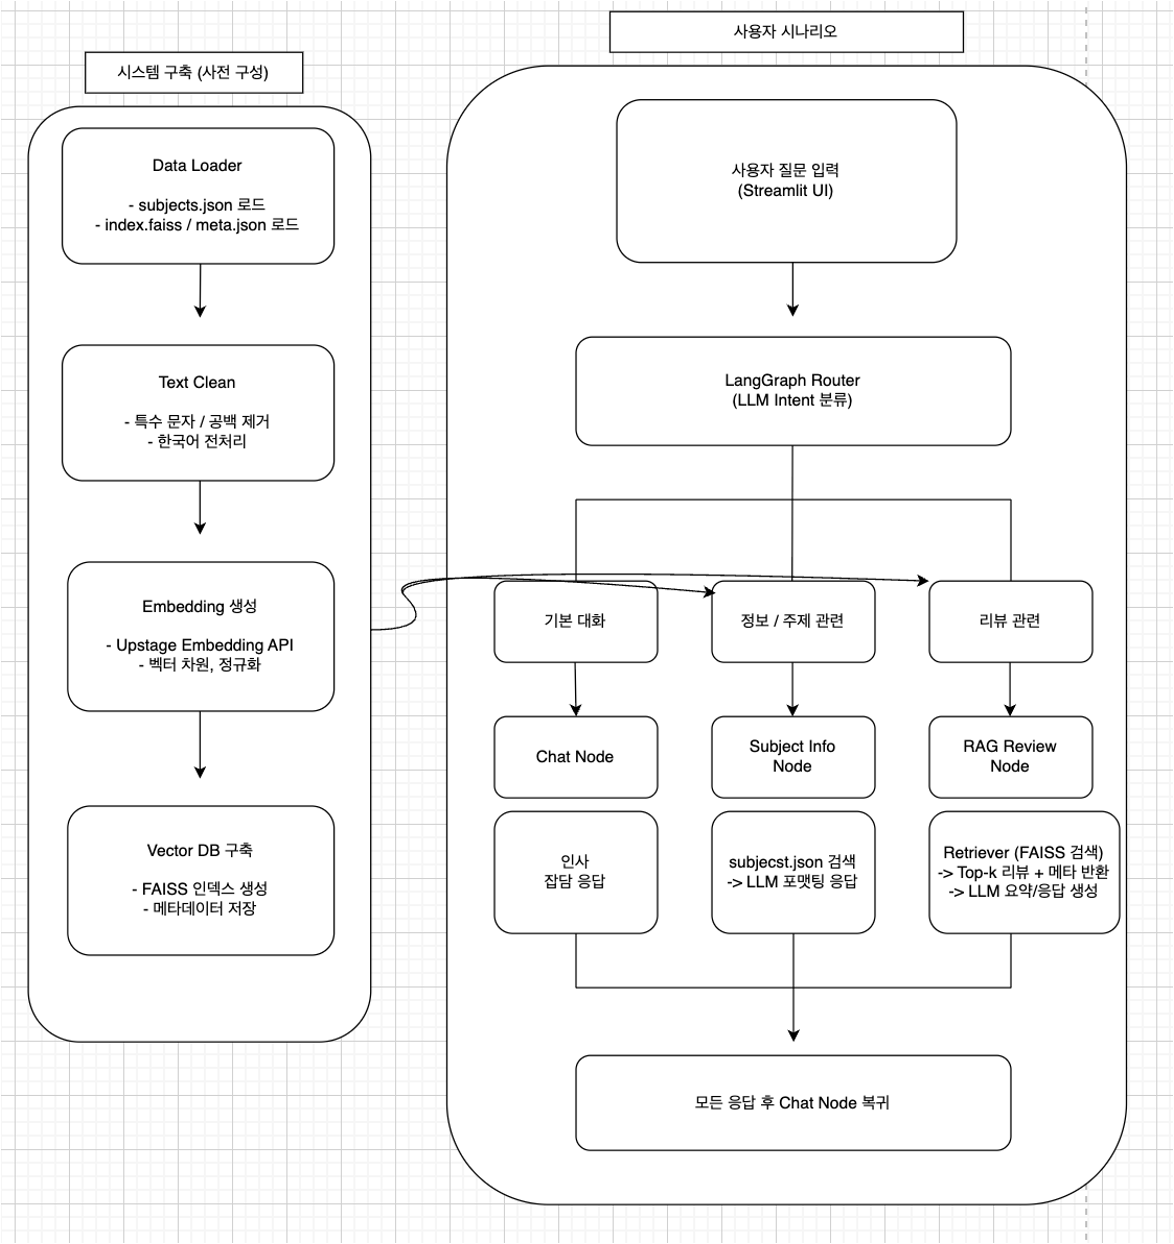 시스템 구축 (사전 구성)
Data Loader
- subjects.json 로드
- index.faiss / meta.json 로드
Text Clean
- 특수 문자 / 공백 제거
- 한국어 전처리
Embedding 생성
- Upstage Embedding API
- 벡터 차원, 정규화
Vector DB 구축
- FAISS 인덱스 생성
- 메타데이터 저장
사용자 시나리오
사용자 질문 입력
(Streamlit UI)
LangGraph Router
(LLM Intent 분류)
기본 대화
정보 / 주제 관련
리뷰 관련
Chat Node
Subject Info
Node
RAG Review
Node
인사
잡담 응답
subjecst.json 검색
-> LLM 포맷팅 응답
Retriever (FAISS 검색)
-> Top-k 리뷰 + 메타 반환
-> LLM 요약/응답 생성
모든 응답 후 Chat Node 복귀